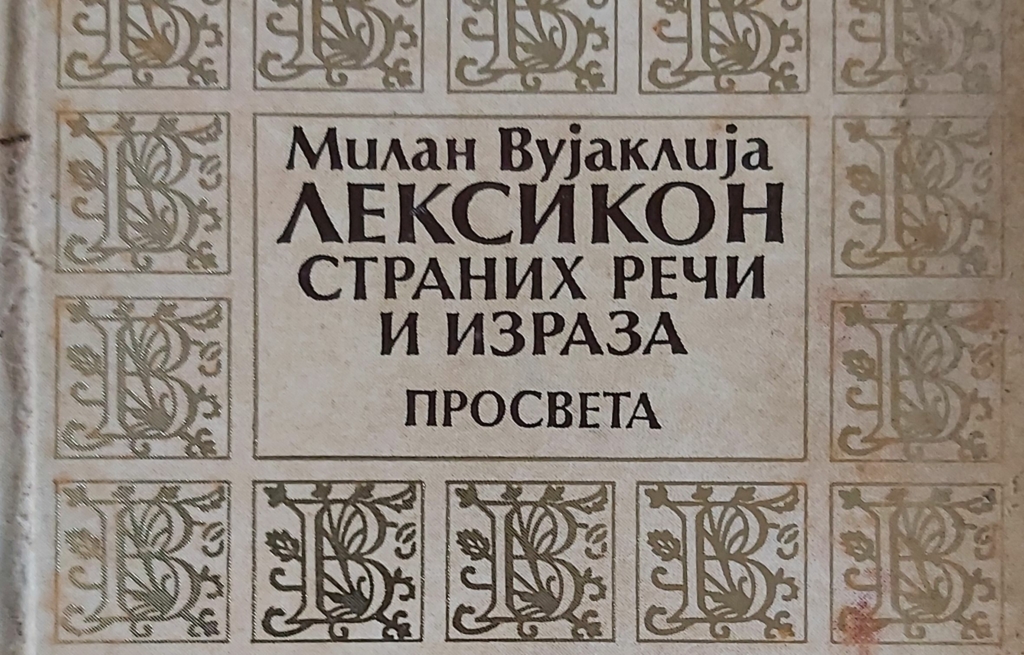 Милан Вујаклија
ЛЕКСИКОН
СТРАНИХ РЕЧИ
И ИЗРАЗА
ПРОСВЕТА